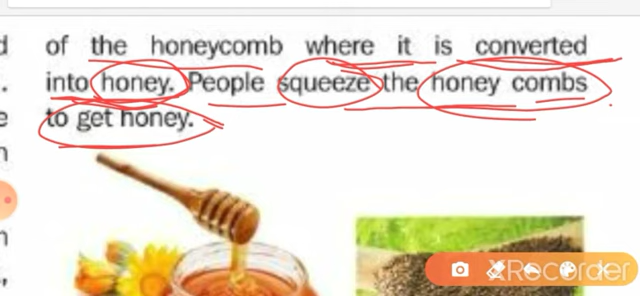 of the honeycomb where it is converted
into honey. People squeeze the honey combs
to get honey.
XRecorder